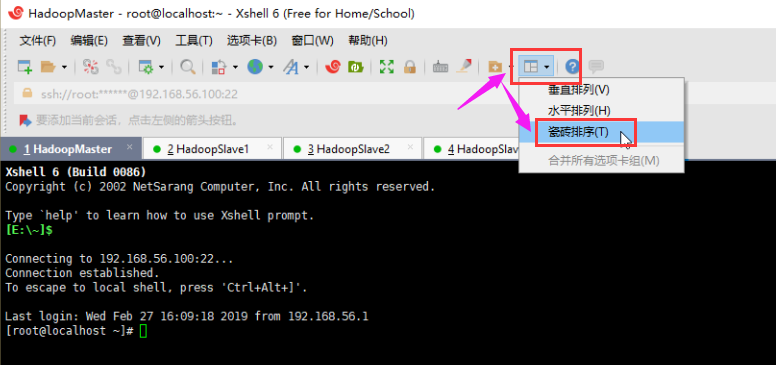 HadoopMaster - root@localhost:~ - Xshell 6 (Free for Home/School)
文件(F) 编辑(E) 查看(V) 工具(T) 选项卡(B) 窗口(W) 帮助(H)
ssh://root:******@192.168.56.100:22
要添加当前会话，点击左侧的箭头按钮。
垂直排列(V)
水平排列(H)
瓷砖排序(T)
合并所有选项卡组(M)
1 HadoopMaster × 2 HadoopSlave1 × 3 HadoopSlave2 × 4 HadoopSlav
Xshell 6 (Build 0086)
Copyright (c) 2002 NetSarang Computer, Inc. All rights reserved.
Type `help' to learn how to use Xshell prompt.
[E:\~]$
Connecting to 192.168.56.100:22...
Connection established.
To escape to local shell, press 'Ctrl+Alt+]'.
Last login: Wed Feb 27 16:09:18 2019 from 192.168.56.1
[root@localhost ~]#